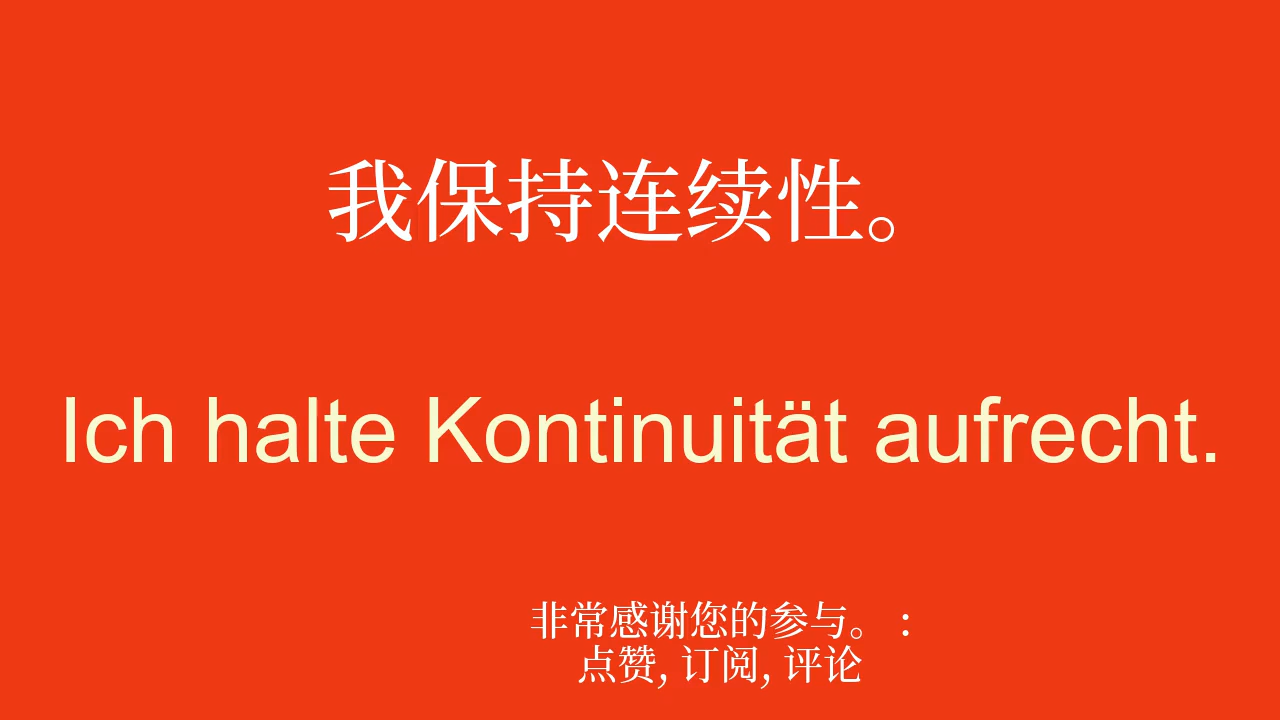 我保持连续性。
Ich halte Kontinuität aufrecht.
非常感谢您的参与。 :
点赞, 订阅, 评论